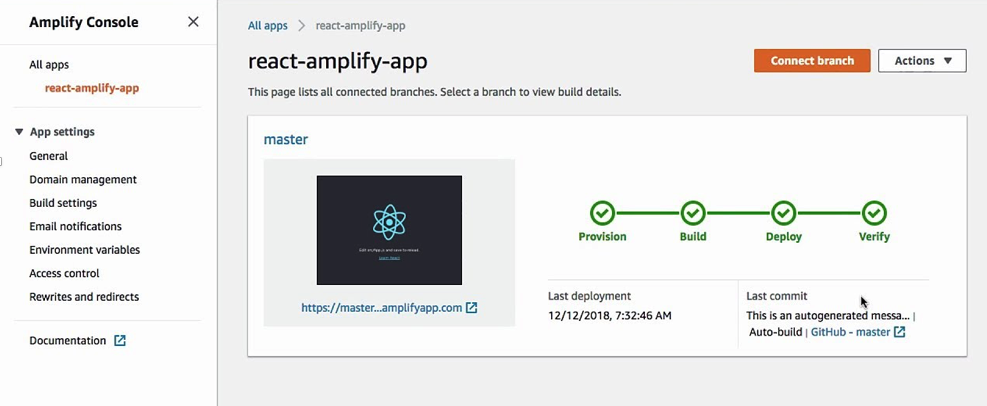 Amplify Console
All apps
react-amplify-app
App settings
General
Domain management
Build settings
Email notifications
Environment variables
Access control
Rewrites and redirects
Documentation
All apps > react-amplify-app
react-amplify-app
Connect branch
Actions
This page lists all connected branches. Select a branch to view build details.
master
Learn React
https://master...amplifyapp.com
Provision Build Deploy Verify
Last deployment
12/12/2018, 7:32:46 AM
Last commit
This is an autogenerated messa... |
Auto-build | GitHub - master